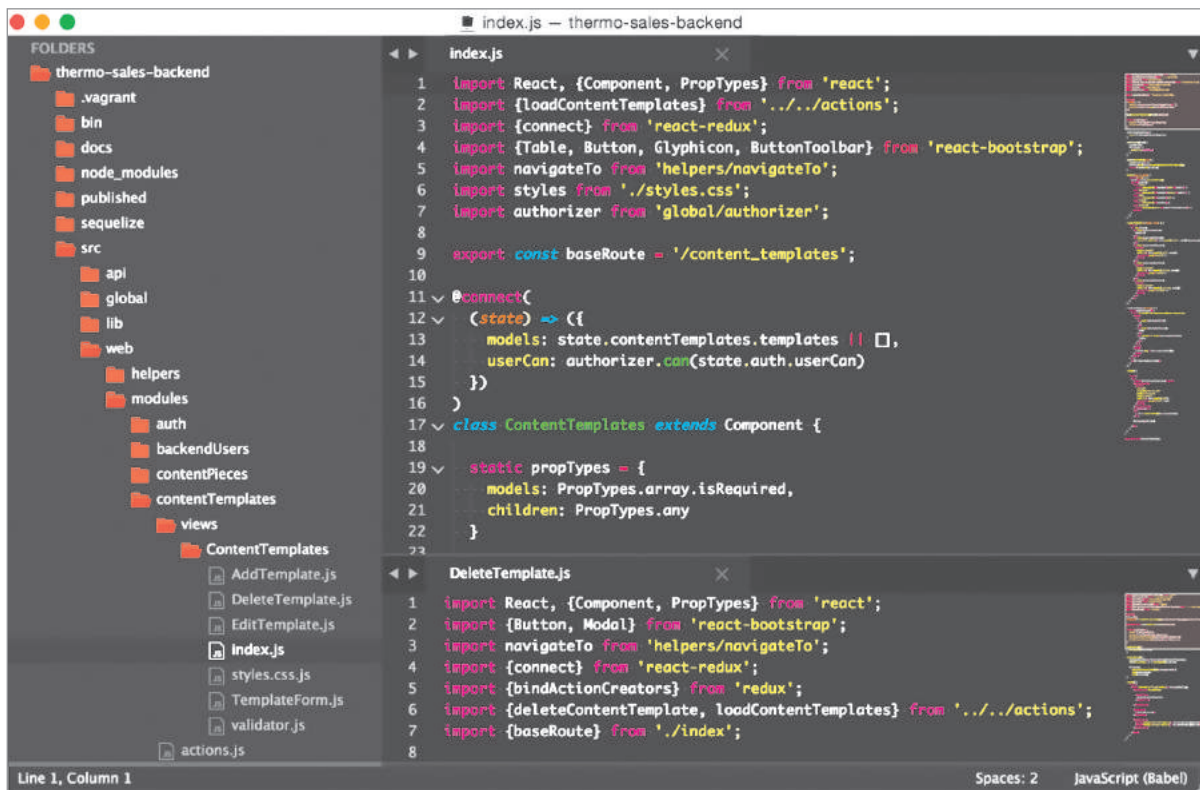 index.js — thermo-sales-backend
FOLDERS
thermo-sales-backend
.vagrant
bin
docs
node_modules
published
sequelize
src
api
global
lib
web
helpers
modules
auth
backendUsers
contentPieces
contentTemplates
views
ContentTemplates
AddTemplate.js
DeleteTemplate.js
EditTemplate.js
index.js
styles.css.js
TemplateForm.js
validator.js
actions.js
index.js
1 import React, {Component, PropTypes} from 'react';
2 import {loadContentTemplates} from '../../actions';
3 import {connect} from 'react-redux';
4 import {Table, Button, Glyphicon, ButtonToolbar} from 'react-bootstrap';
5 import navigateTo from 'helpers/navigateTo';
6 import styles from './styles.css';
7 import authorizer from 'global/authorizer';
8
9 export const baseRoute = '/content_templates';
10
11 @connect(
12 (state) => ({
13 models: state.contentTemplates.templates || [],
14 userCan: authorizer.can(state.auth.userCan)
15 })
16 )
17 class ContentTemplates extends Component {
18
19 static propTypes = {
20 models: PropTypes.array.isRequired,
21 children: PropTypes.any
22 }
23
DeleteTemplate.js
1 import React, {Component, PropTypes} from 'react';
2 import {Button, Modal} from 'react-bootstrap';
3 import navigateTo from 'helpers/navigateTo';
4 import {connect} from 'react-redux';
5 import {bindActionCreators} from 'redux';
6 import {deleteContentTemplate, loadContentTemplates} from '../../actions';
7 import {baseRoute} from './index';
8
Line 1, Column 1
Spaces: 2
JavaScript (Babel)